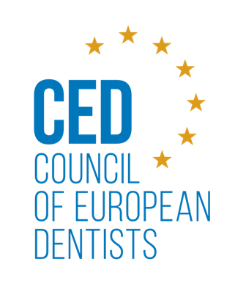 CED
COUNCIL
OF EUROPEAN
DENTISTS